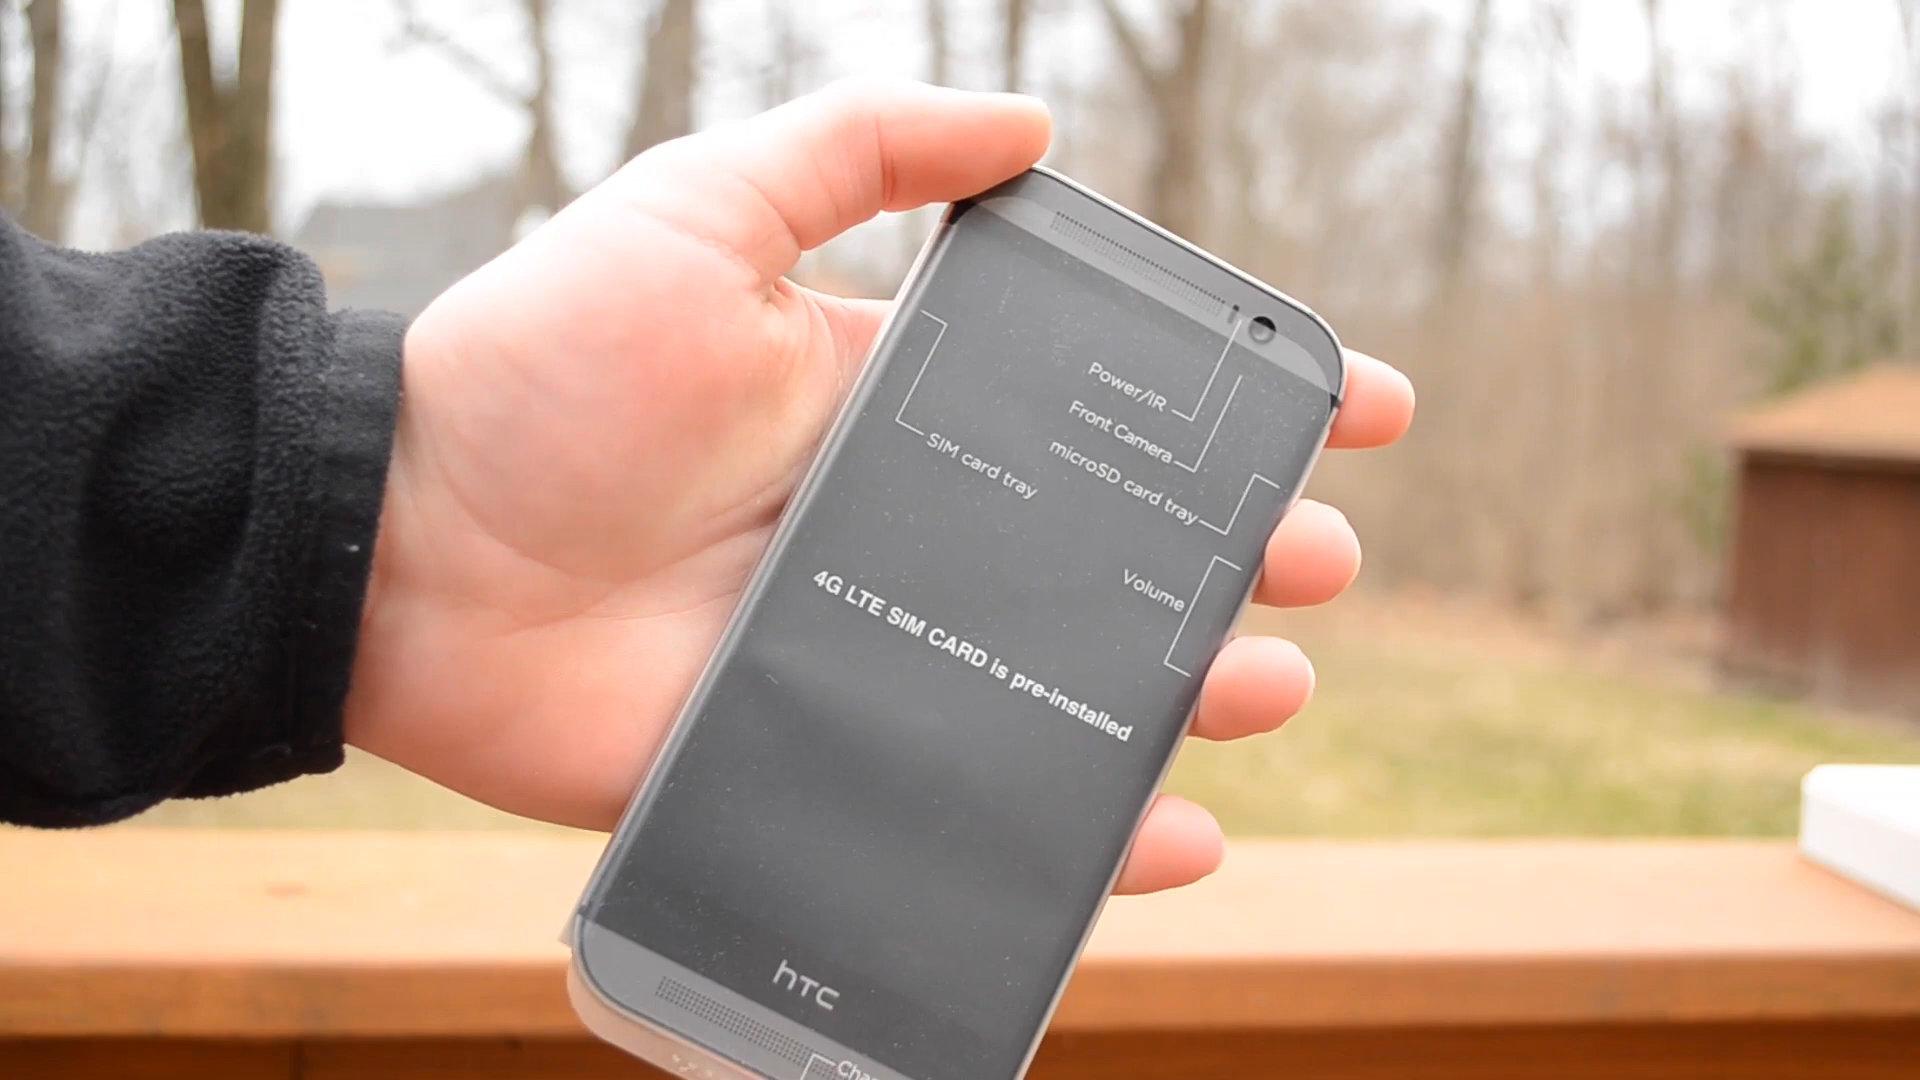 Power/IR
Front Camera
microSD card tray
SIM card tray
Volume
4G LTE SIM CARD is pre-installed
hTC